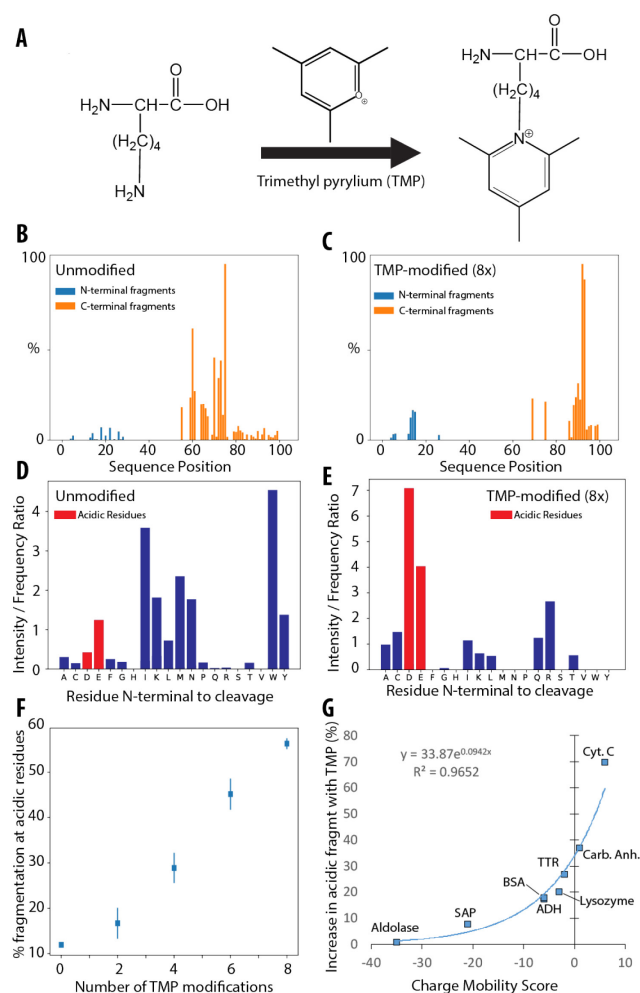 A
H₂N—CH—C—OH
O
(H₂C)₄
H₂N
O
⊕
Trimethyl pyrylium (TMP)
H₂N—CH—C—OH
O
(H₂C)₄
N⊕
B
100
Unmodified
N-terminal fragments
C-terminal fragments
%
0
0 20 40 60 80 100
Sequence Position
C
100
TMP-modified (8x)
N-terminal fragments
C-terminal fragments
%
0
0 20 40 60 80 100
Sequence Position
D
Unmodified
Acidic Residues
Intensity / Frequency Ratio
4
3
2
1
0
A C D E F G H I K L M N P Q R S T V W Y
Residue N-terminal to cleavage
E
TMP-modified (8x)
Acidic Residues
Intensity / Frequency Ratio
7
6
5
4
3
2
1
0
A C D E F G H I K L M N P Q R S T V W Y
Residue N-terminal to cleavage
F
% fragmentation at acidic residues
60
50
40
30
20
10
0 2 4 6 8
Number of TMP modifications
G
Increase in acidic fragmt with TMP (%)
y = 33.87e^0.0942x
R² = 0.9652
80
70
60
50
40
30
20
10
0
Cyt. C
Carb. Anh.
TTR
BSA
ADH
Lysozyme
SAP
Aldolase
-40 -30 -20 -10 0 10
Charge Mobility Score